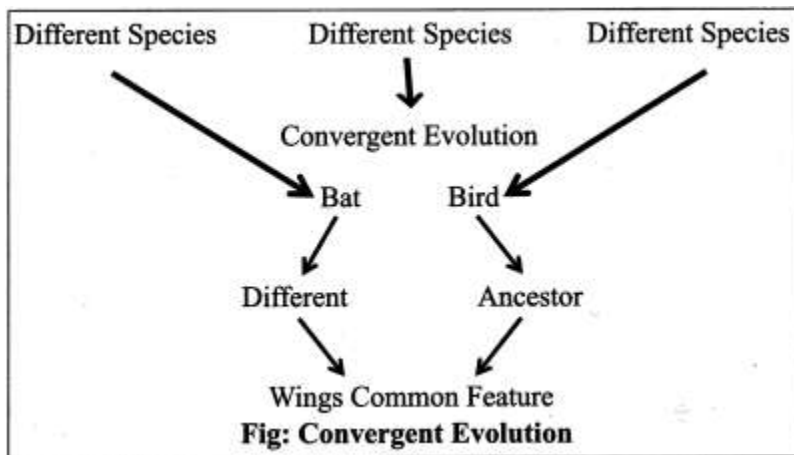 Different Species Different Species Different Species
Convergent Evolution
Bat Bird
Different Ancestor
Wings Common Feature
Fig: Convergent Evolution